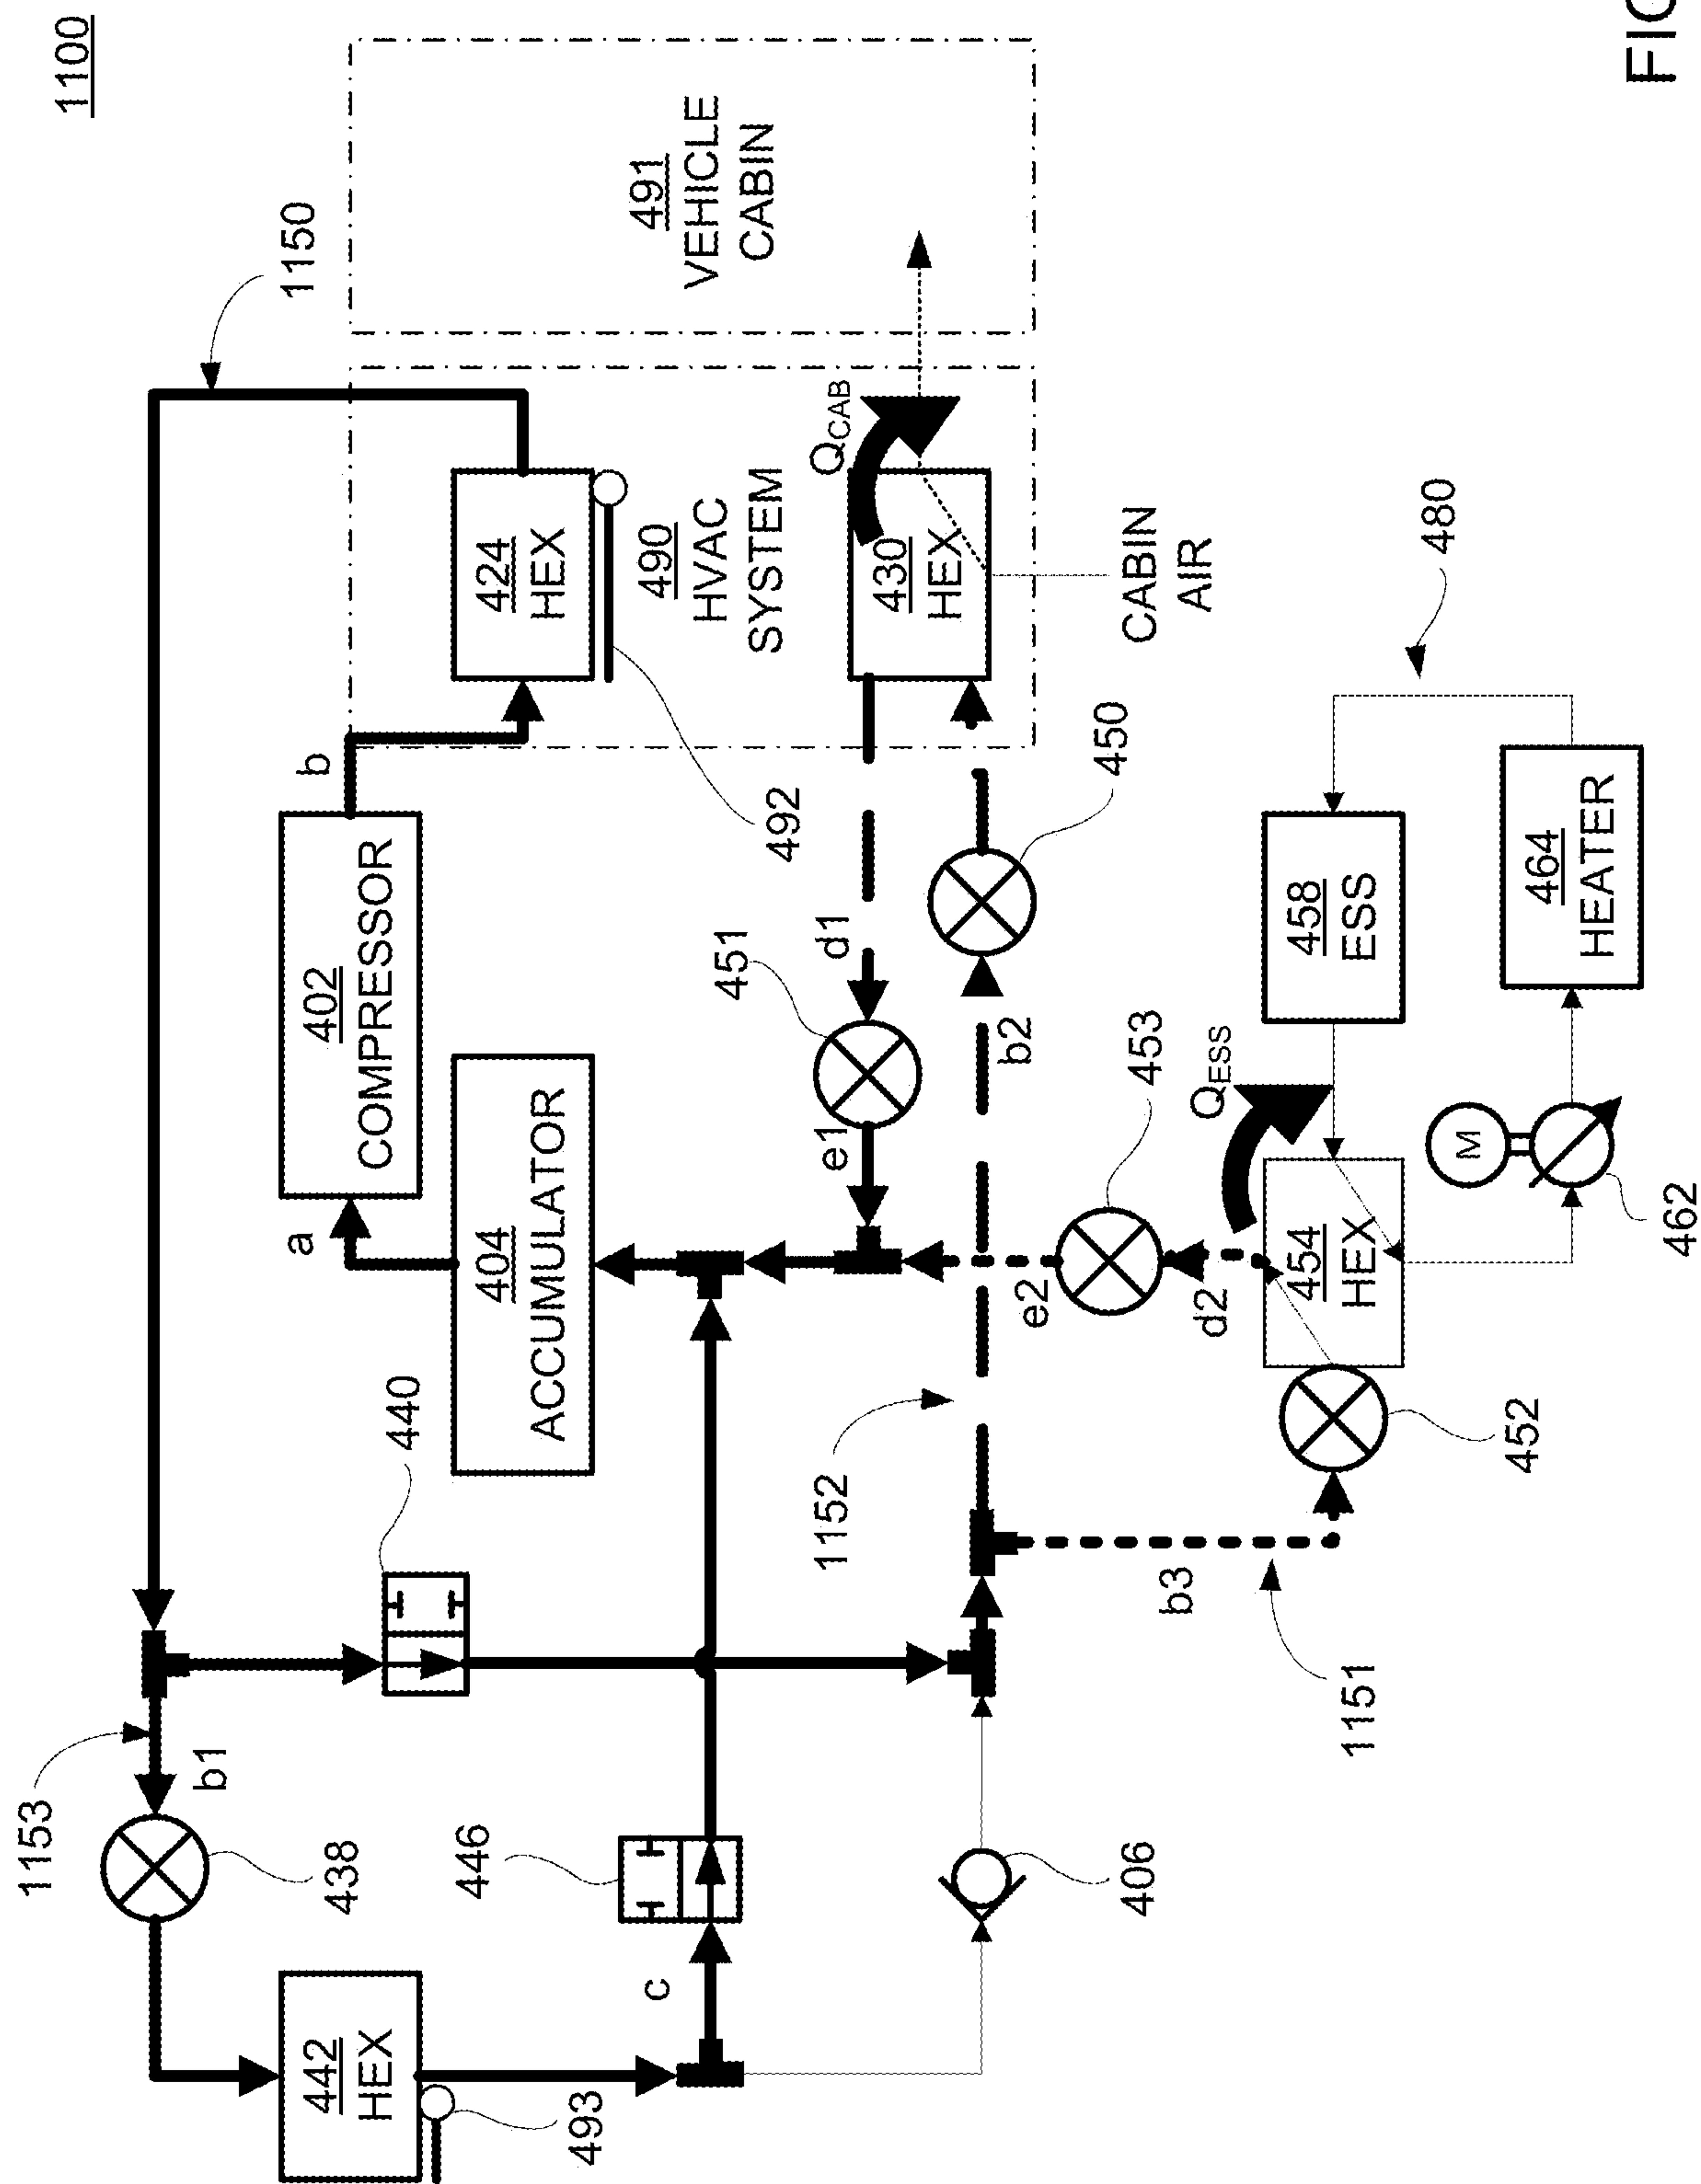 1100
1150
1153
b1
438
b
402
COMPRESSOR
a
404
ACCUMULATOR
440
442
HEX
493
446
c
406
424
HEX
492
490
HVAC
SYSTEM
491
VEHICLE
CABIN
QCAB
430
HEX
CABIN
AIR
d1
451
e1
450
b2
1152
453
e2
d2
QESS
454
HEX
452
b3
1151
458
ESS
480
464
HEATER
M
462
FIG